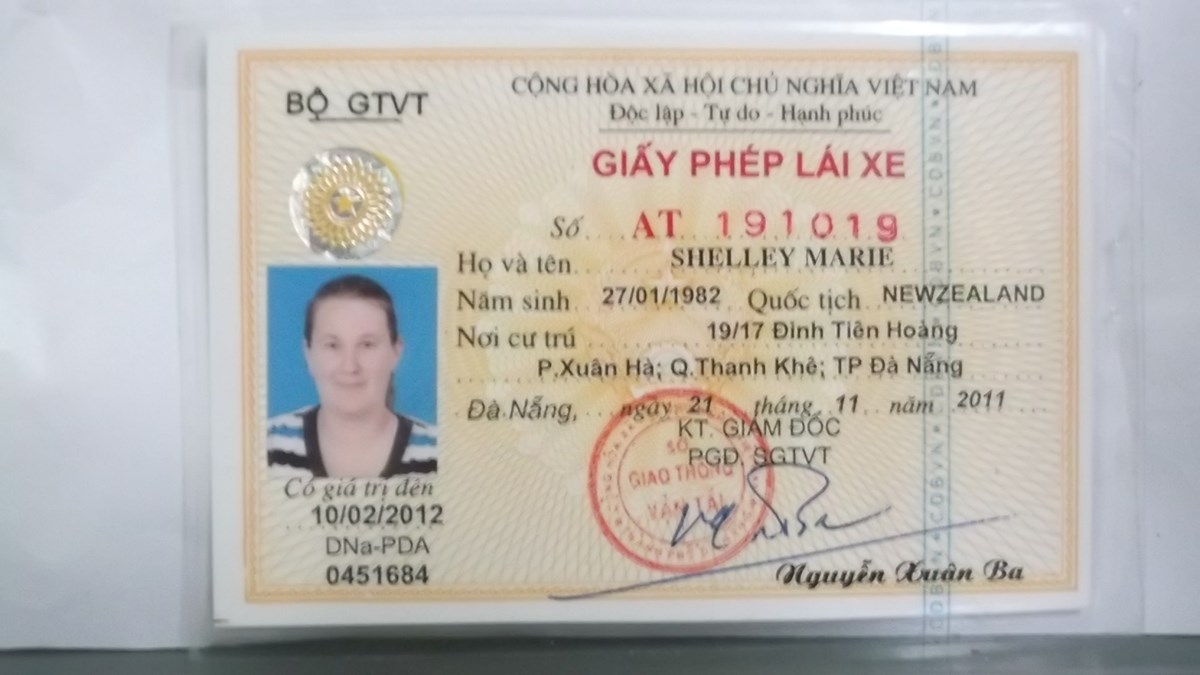 BỘ GTVT
CỘNG HÒA XÃ HỘI CHỦ NGHĨA VIỆT NAM
Độc lập - Tự do - Hạnh phúc
GIẤY PHÉP LÁI XE
Số AT 191019
Họ và tên SHELLEY MARIE
Năm sinh 27/01/1982 Quốc tịch NEWZEALAND
Nơi cư trú 19/17 Đinh Tiên Hoàng
P.Xuân Hà; Q.Thanh Khê; TP Đà Nẵng
Đà Nẵng, ngày 21 tháng 11 năm 2011
KT. GIÁM ĐỐC
PGĐ SGTVT
SỞ
GIAO THÔNG
VẬN TẢI
Nguyễn Xuân Ba
Có giá trị đến
10/02/2012
DNa-PDA
0451684